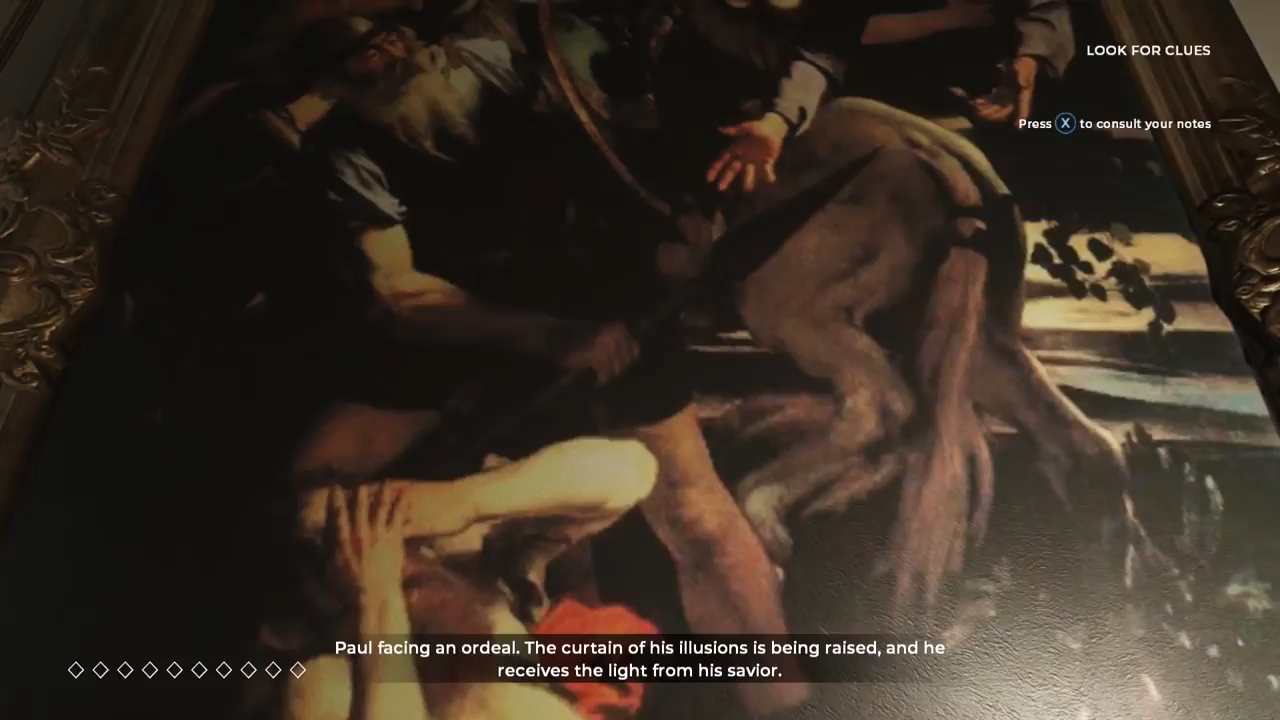 LOOK FOR CLUES
Press X to consult your notes
Paul facing an ordeal. The curtain of his illusions is being raised, and he
receives the light from his savior.